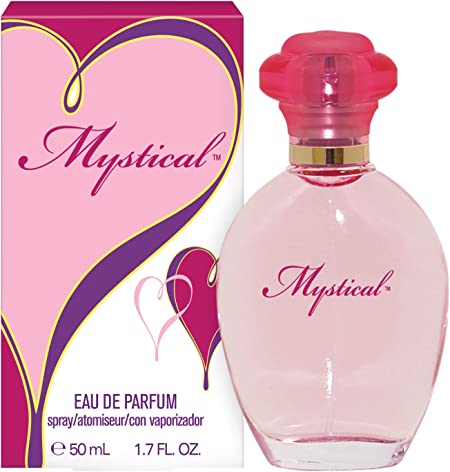 Mystical™
EAU DE PARFUM
spray/atomiseur/con vaporizador
℮ 50 mL 1.7 FL. OZ.
Mystical™